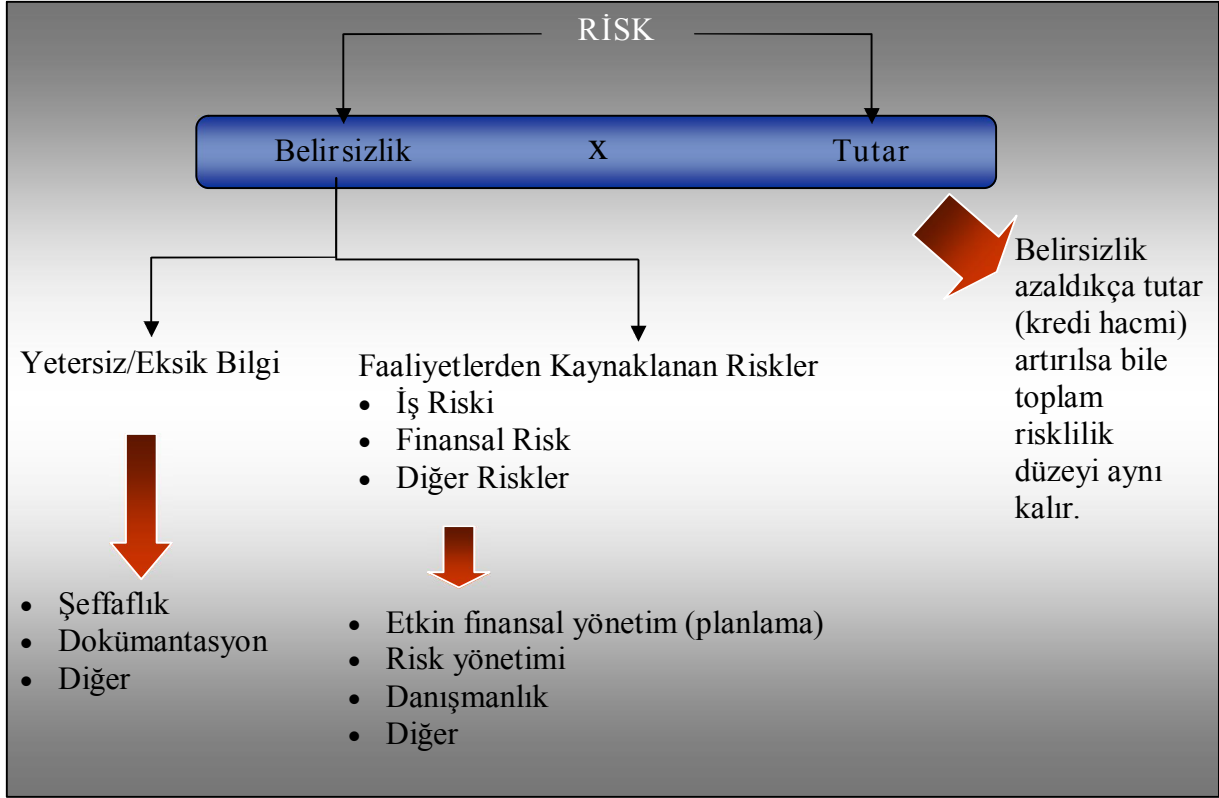 RİSK
Belirsizlik x Tutar
Belirsizlik
azaldıkça tutar
(kredi hacmi)
artırılsa bile
toplam
risklilik
düzeyi aynı
kalır.
Yetersiz/Eksik Bilgi
Faaliyetlerden Kaynaklanan Riskler
• İş Riski
• Finansal Risk
• Diğer Riskler
• Şeffaflık
• Dokümantasyon
• Diğer
• Etkin finansal yönetim (planlama)
• Risk yönetimi
• Danışmanlık
• Diğer